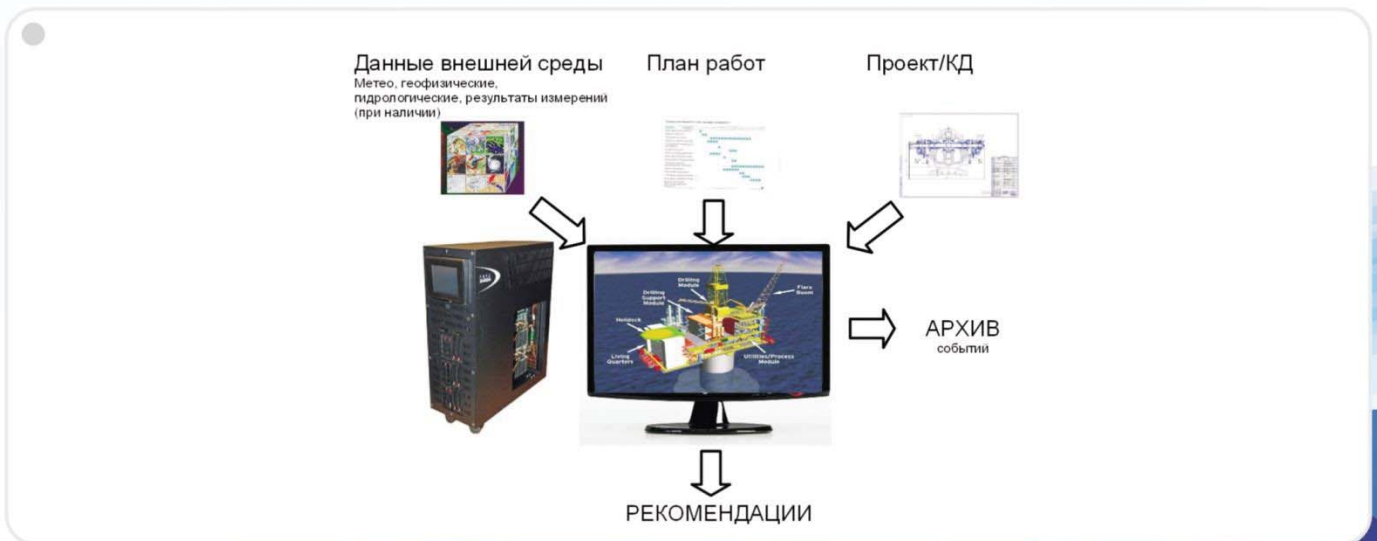 Данные внешней среды
Метео, геофизические,
гидрологические, результаты измерений
(при наличии)
План работ
Проект/КД
Drilling
Module
Flare
Boom
Drilling
Support
Module
Helideck
Living
Quarters
Utilities/Process
Module
АРХИВ
событий
РЕКОМЕНДАЦИИ